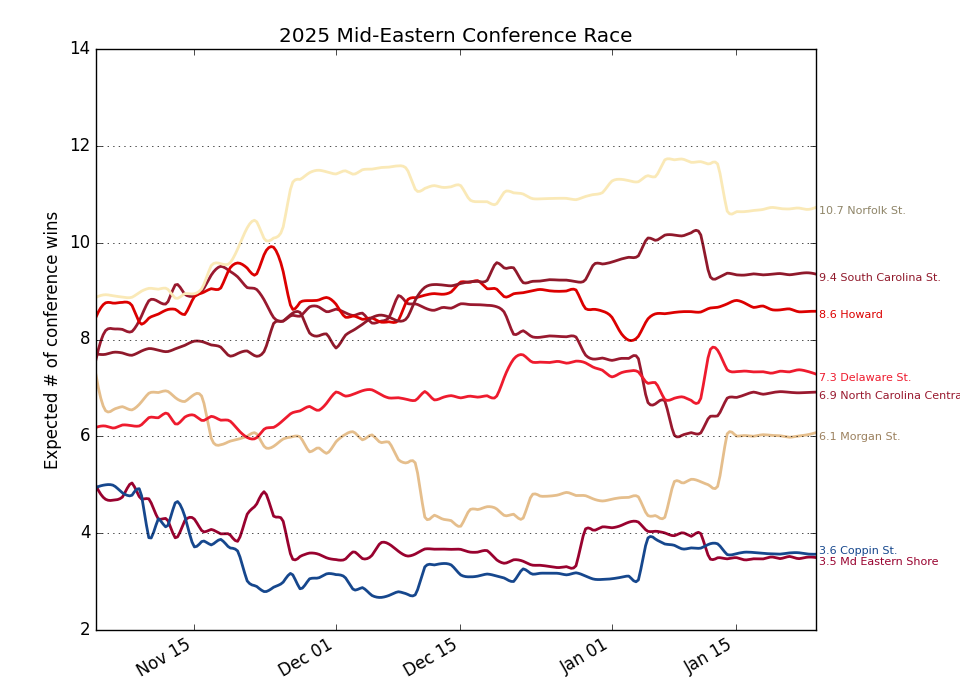 2025 Mid-Eastern Conference Race
Expected # of conference wins
14
12
10
8
6
4
2
10.7 Norfolk St.
9.4 South Carolina St.
8.6 Howard
7.3 Delaware St.
6.9 North Carolina Centra
6.1 Morgan St.
3.6 Coppin St.
3.5 Md Eastern Shore
Nov 15
Dec 01
Dec 15
Jan 01
Jan 15